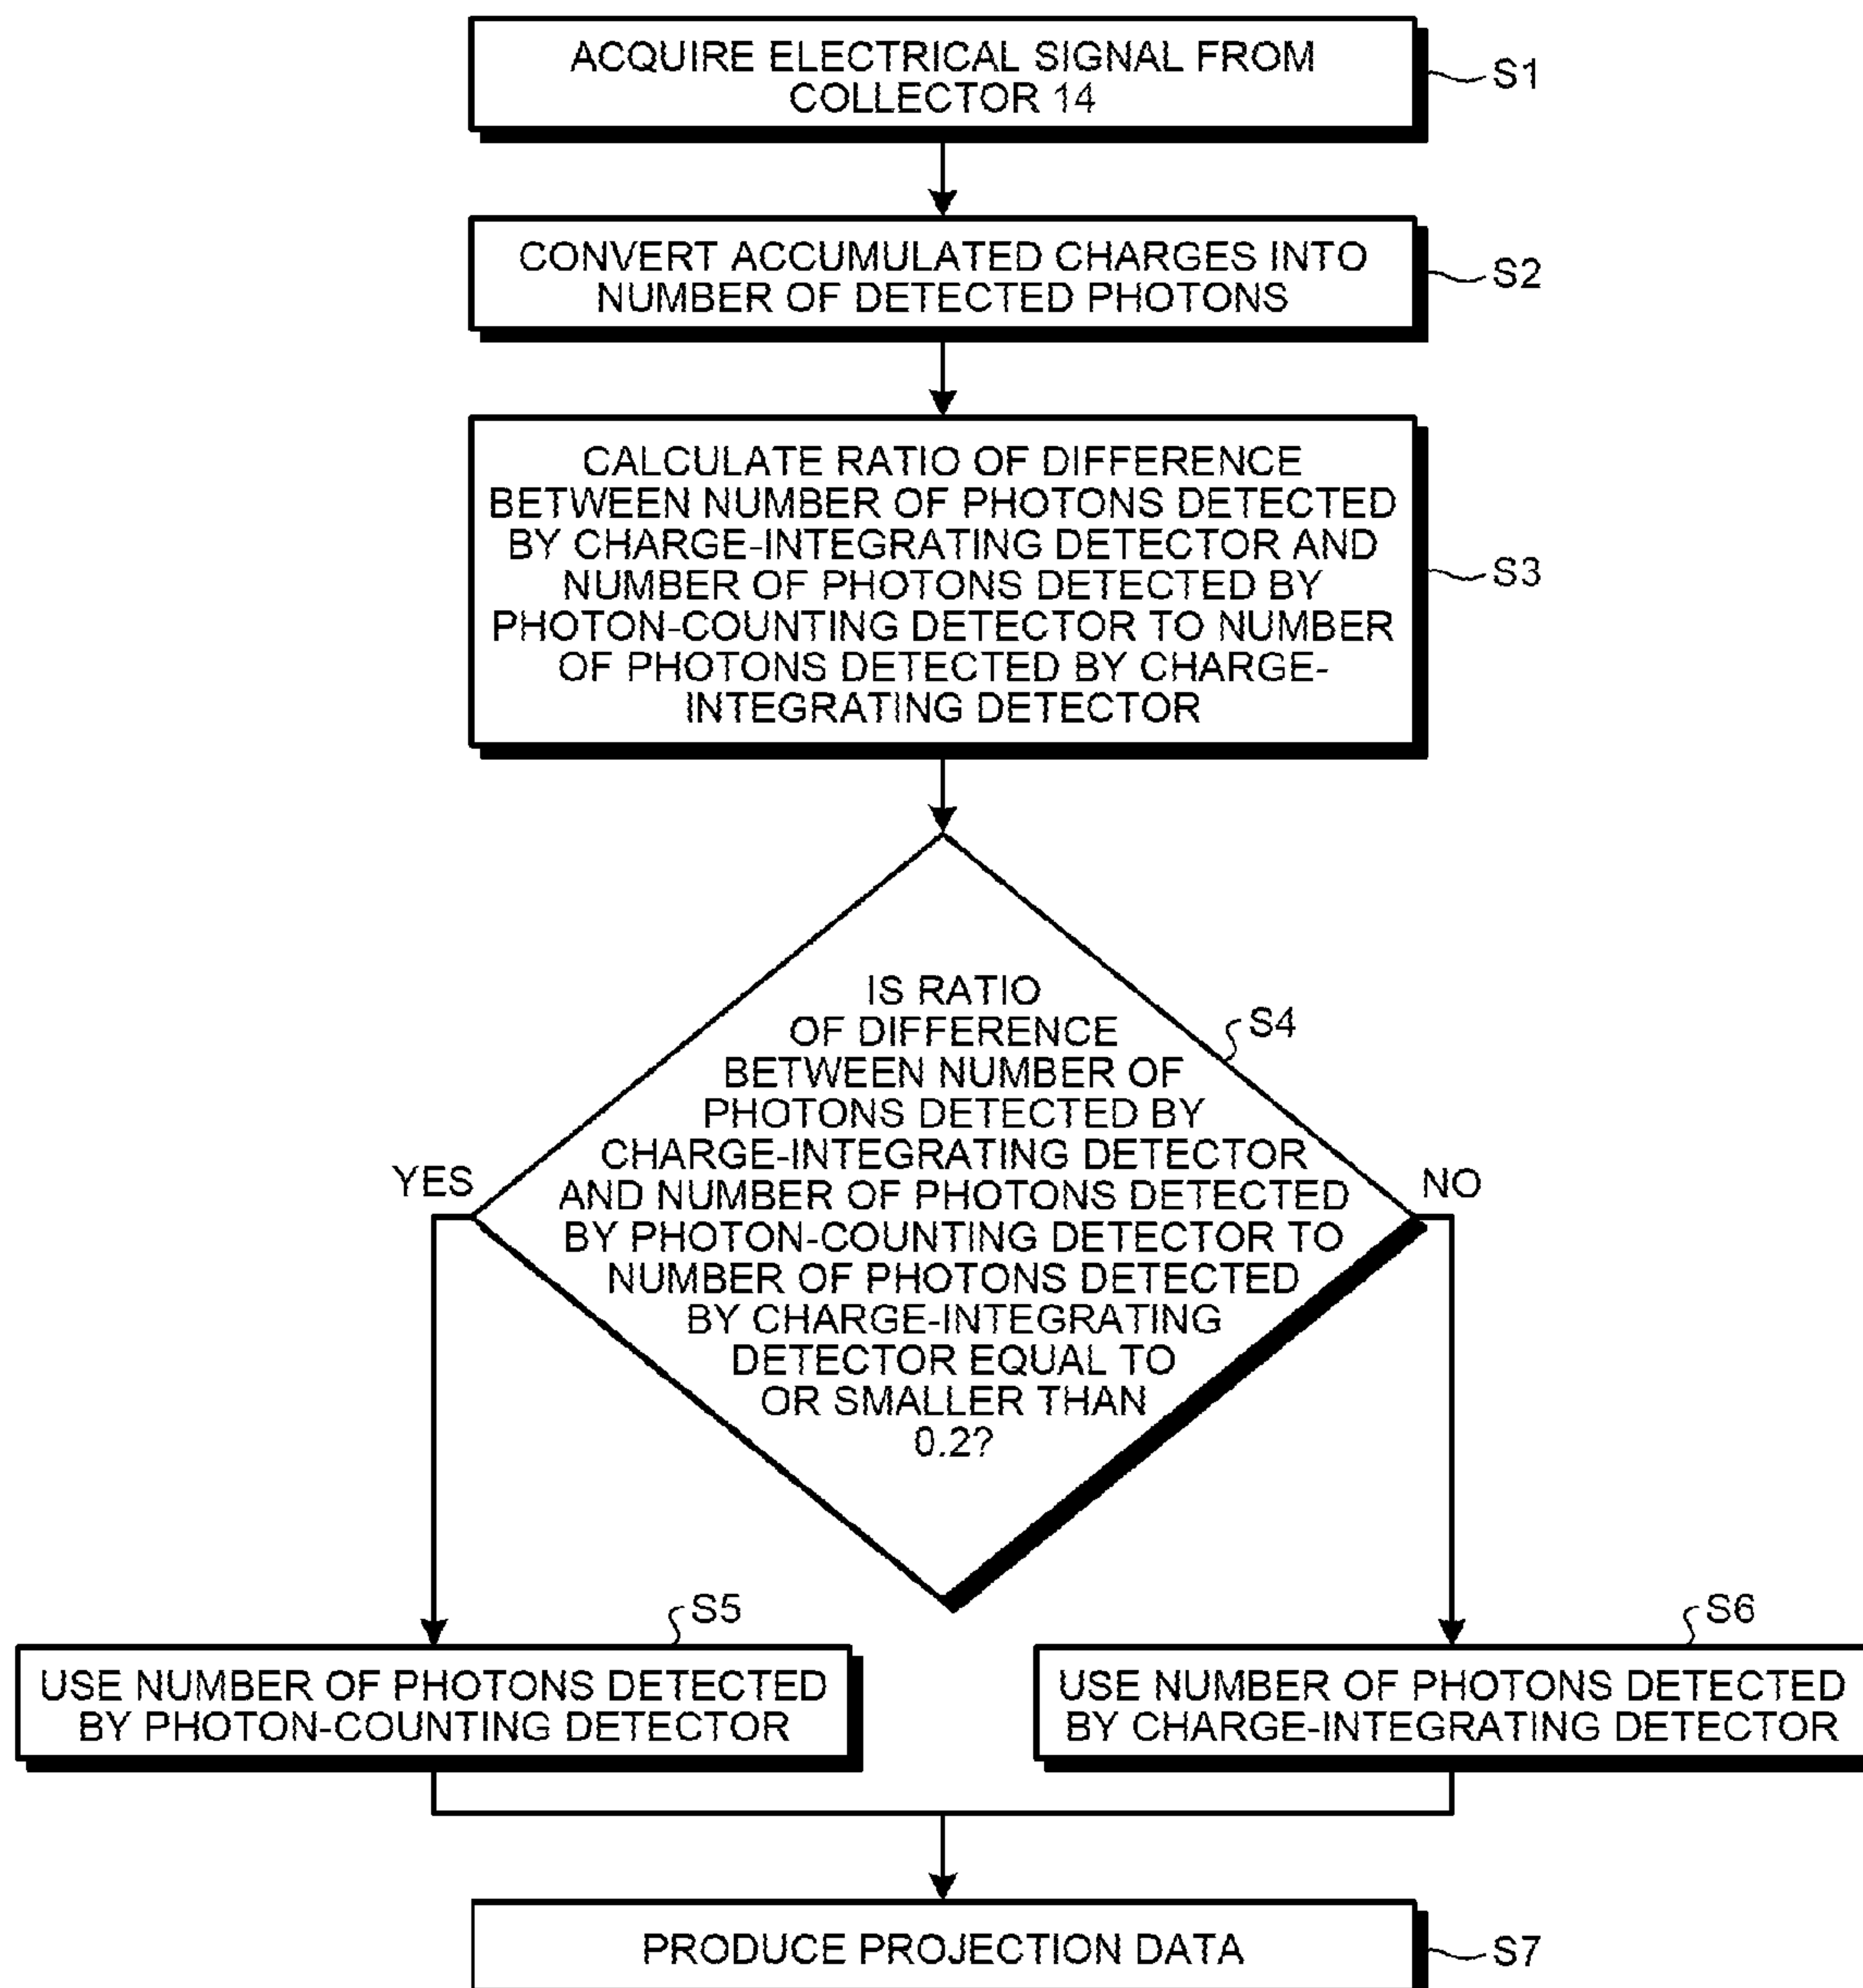 ACQUIRE ELECTRICAL SIGNAL FROM
COLLECTOR 14
S1
CONVERT ACCUMULATED CHARGES INTO
NUMBER OF DETECTED PHOTONS
S2
CALCULATE RATIO OF DIFFERENCE
BETWEEN NUMBER OF PHOTONS DETECTED
BY CHARGE-INTEGRATING DETECTOR AND
NUMBER OF PHOTONS DETECTED BY
PHOTON-COUNTING DETECTOR TO NUMBER
OF PHOTONS DETECTED BY CHARGE-
INTEGRATING DETECTOR
S3
IS RATIO
OF DIFFERENCE
BETWEEN NUMBER OF
PHOTONS DETECTED BY
CHARGE-INTEGRATING DETECTOR
AND NUMBER OF PHOTONS DETECTED
BY PHOTON-COUNTING DETECTOR TO
NUMBER OF PHOTONS DETECTED
BY CHARGE-INTEGRATING
DETECTOR EQUAL TO
OR SMALLER THAN
0.2?
S4
YES
NO
S5
USE NUMBER OF PHOTONS DETECTED
BY PHOTON-COUNTING DETECTOR
S6
USE NUMBER OF PHOTONS DETECTED
BY CHARGE-INTEGRATING DETECTOR
PRODUCE PROJECTION DATA
S7